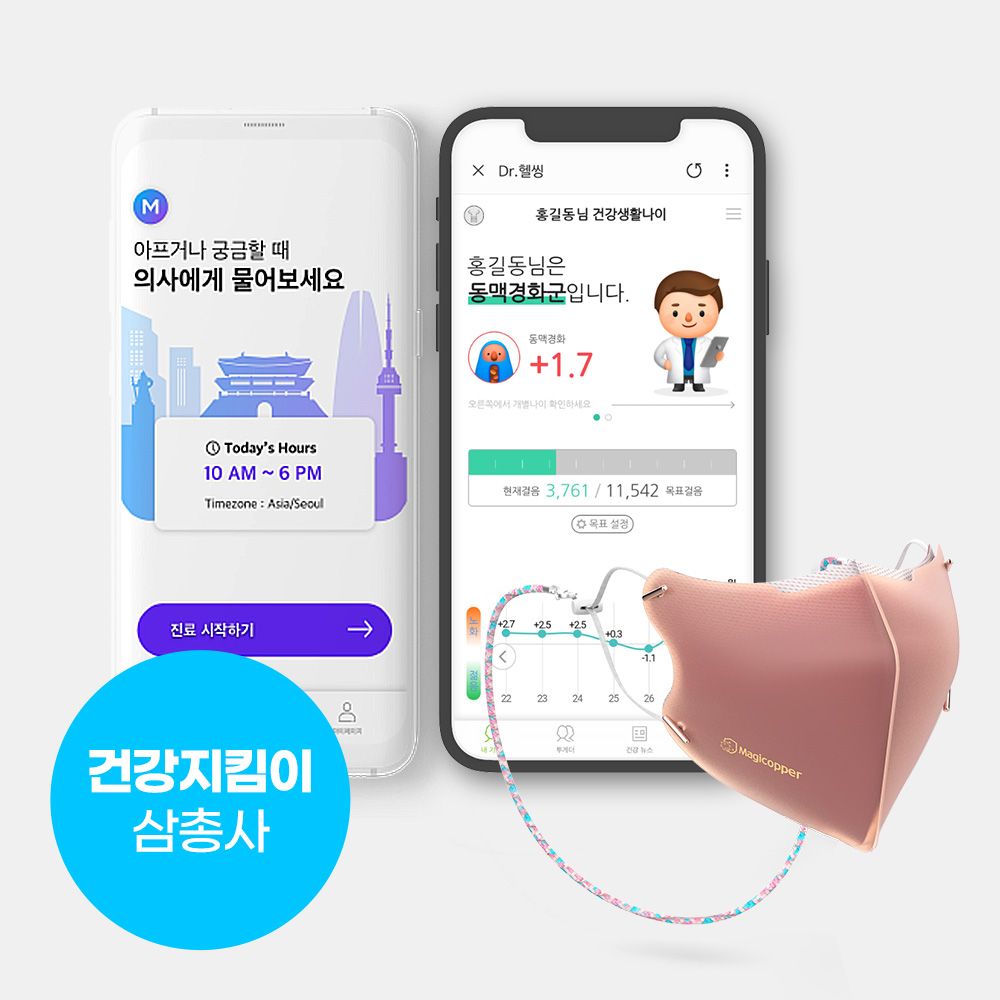 M
아프거나 궁금할 때
의사에게 물어보세요
Today's Hours
10 AM ~ 6 PM
Timezone : Asia/Seoul
진료 시작하기
마이페이지
Dr.헬씽
홍길동님 건강생활나이
홍길동님은
동맥경화군입니다.
동맥경화
+1.7
오른쪽에서 개별나이 확인하세요
현재걸음 3,761 / 11,542 목표걸음
목표 설정
노화
젊음
+2.7 +2.5 +2.5 +0.3 -1.1
22 23 24 25 26
내 기
투게더
건강 뉴스
Magicopper
건강지킴이
삼총사